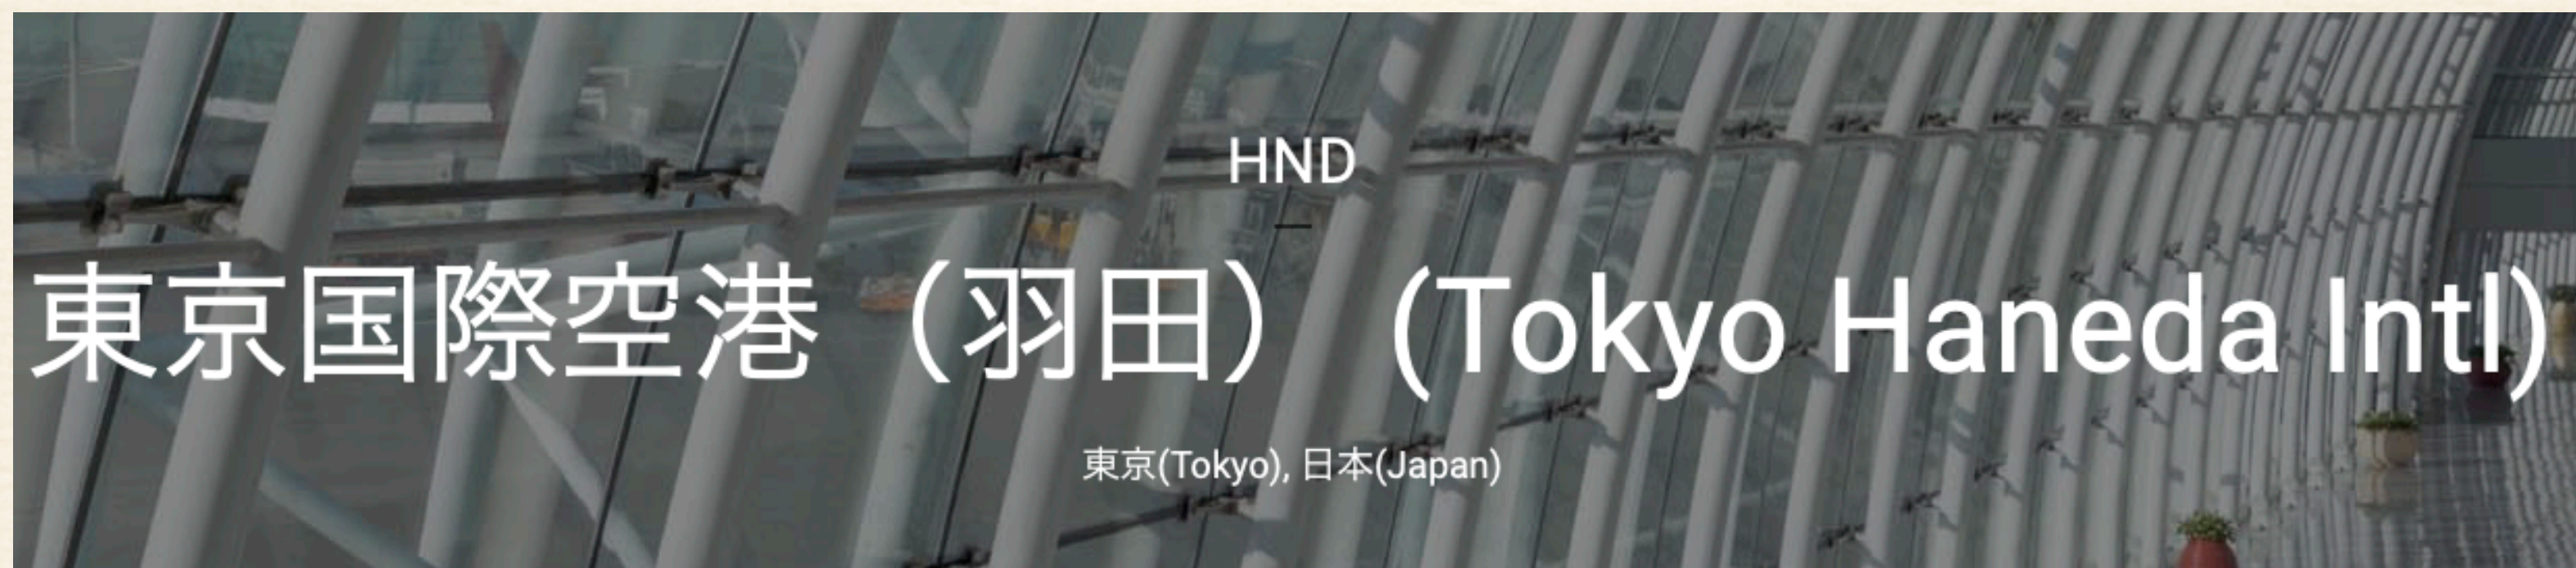 HND
東京国際空港（羽田） (Tokyo Haneda Intl)
東京(Tokyo), 日本(Japan)